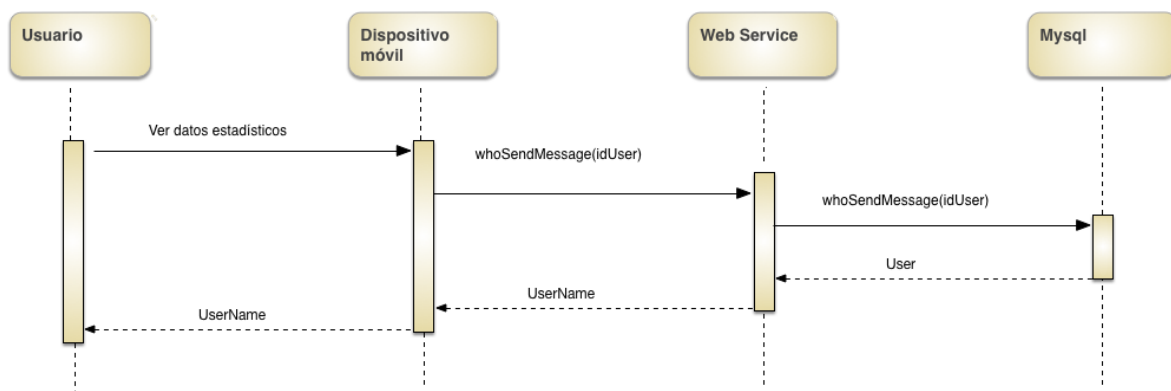 Usuario
Dispositivo
móvil
Web Service
Mysql
Ver datos estadísticos
whoSendMessage(idUser)
whoSendMessage(idUser)
User
UserName
UserName